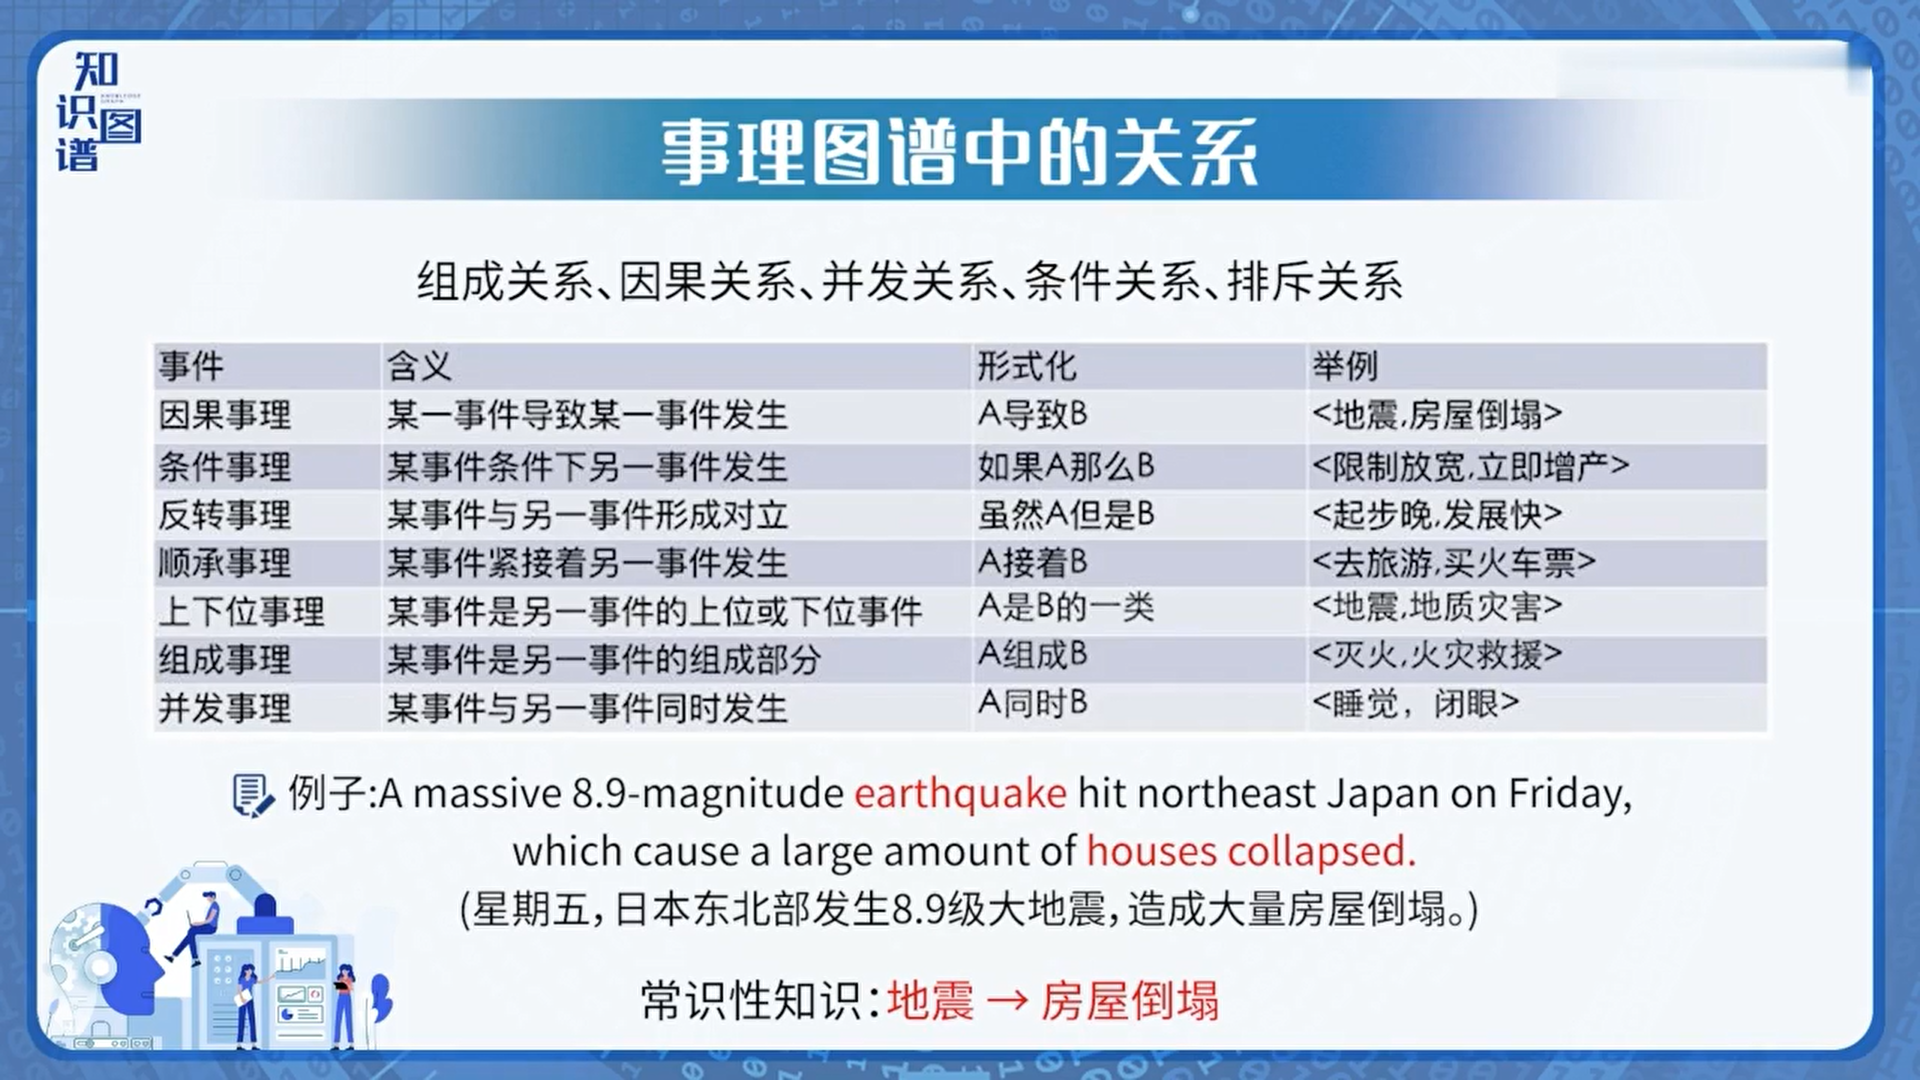 知识图谱
事理图谱中的关系
组成关系、因果关系、并发关系、条件关系、排斥关系
事件 含义 形式化 举例
因果事理 某一事件导致某一事件发生 A导致B <地震,房屋倒塌>
条件事理 某事件条件下另一事件发生 如果A那么B <限制放宽,立即增产>
反转事理 某事件与另一事件形成对立 虽然A但是B <起步晚,发展快>
顺承事理 某事件紧接着另一事件发生 A接着B <去旅游,买火车票>
上下位事理 某事件是另一事件的上位或下位事件 A是B的一类 <地震,地质灾害>
组成事理 某事件是另一事件的组成部分 A组成B <灭火,火灾救援>
并发事理 某事件与另一事件同时发生 A同时B <睡觉，闭眼>
例子:A massive 8.9-magnitude earthquake hit northeast Japan on Friday,
which cause a large amount of houses collapsed.
(星期五，日本东北部发生8.9级大地震，造成大量房屋倒塌。)
常识性知识：地震 → 房屋倒塌